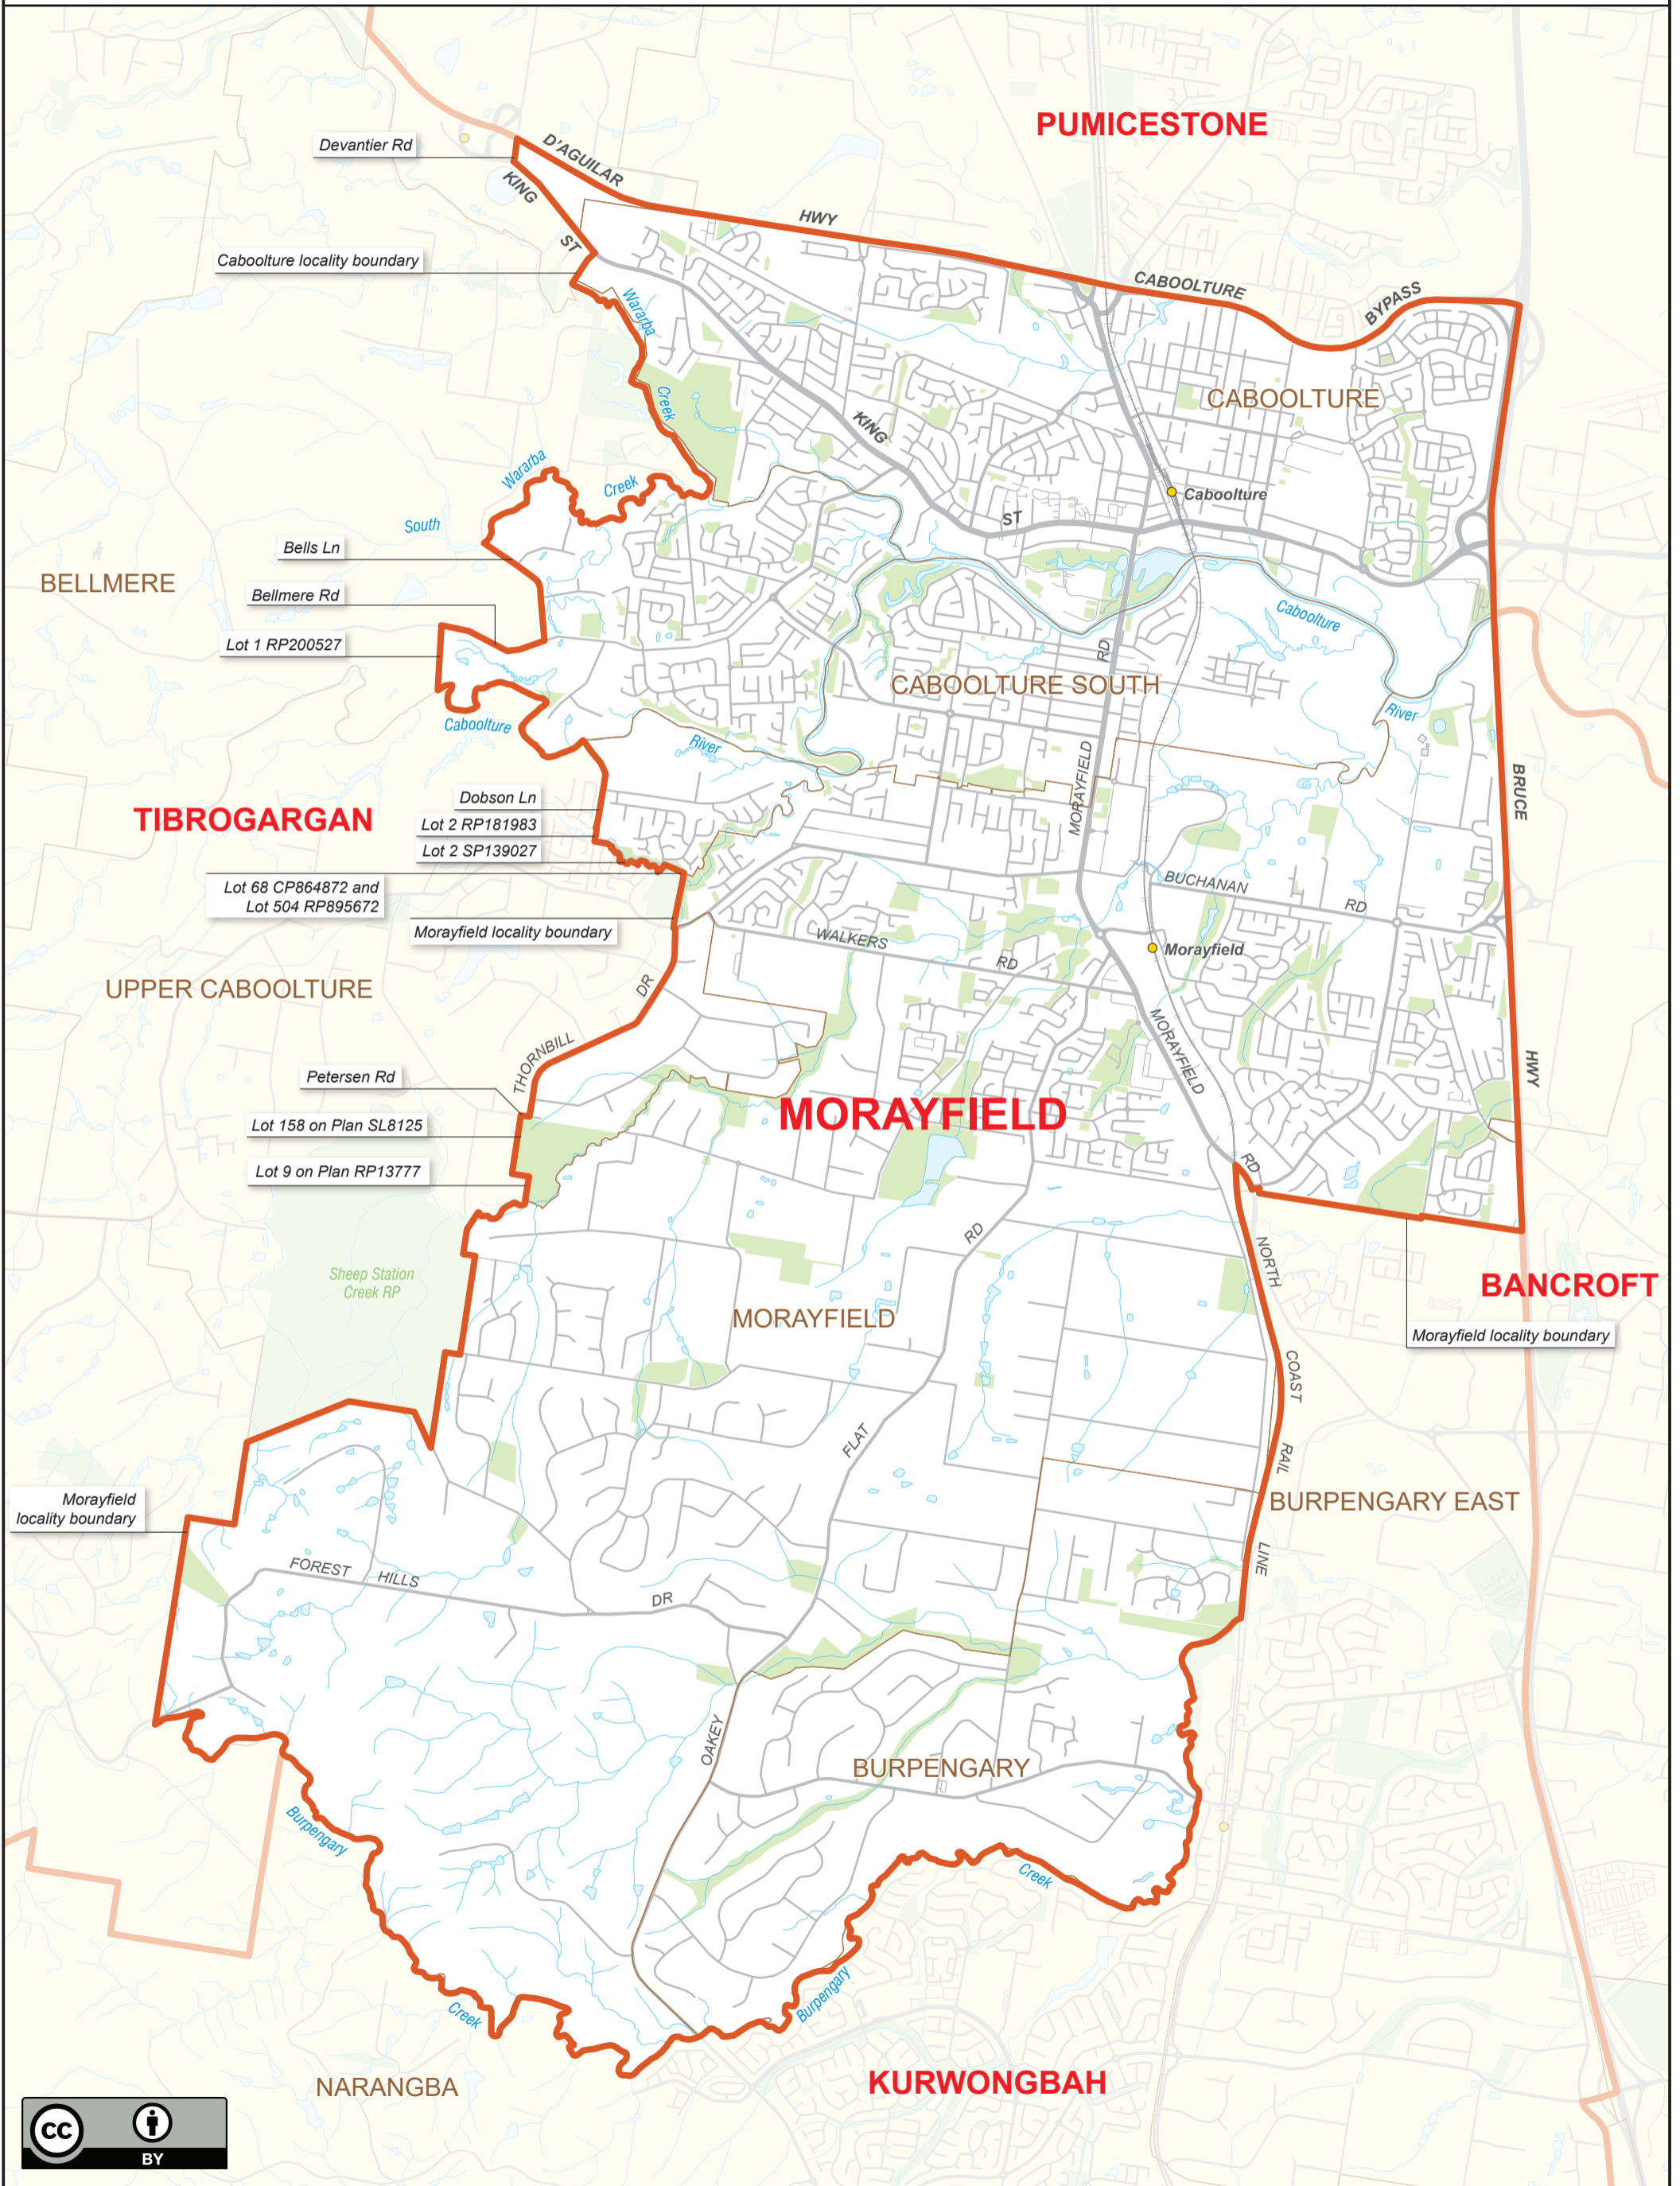 PUMICESTONE
Devantier Rd
D'AGUILAR
KING
HWY
ST
Caboolture locality boundary
CABOOLTURE
BYPASS
Wararba
Creek
CABOOLTURE
KING
Wararba
Creek
Caboolture
ST
South
Bells Ln
BELLMERE
Bellmere Rd
Caboolture
Lot 1 RP200527
RD
CABOOLTURE SOUTH
River
Caboolture
River
MORAYFIELD
BRUCE
Dobson Ln
TIBROGARGAN
Lot 2 RP181983
Lot 2 SP139027
Lot 68 CP864872 and
Lot 504 RP895672
BUCHANAN
RD
Morayfield locality boundary
WALKERS
RD
Morayfield
UPPER CABOOLTURE
DR
THORNBILL
MORAYFIELD
HWY
Petersen Rd
MORAYFIELD
Lot 158 on Plan SL8125
Lot 9 on Plan RP13777
RD
RD
NORTH
Sheep Station
Creek RP
BANCROFT
MORAYFIELD
Morayfield locality boundary
COAST
FLAT
RAIL
Morayfield
locality boundary
BURPENGARY EAST
LINE
FOREST
HILLS
DR
OAKEY
BURPENGARY
Burpengary
Creek
Burpengary
Creek
KURWONGBAH
NARANGBA
CC
BY